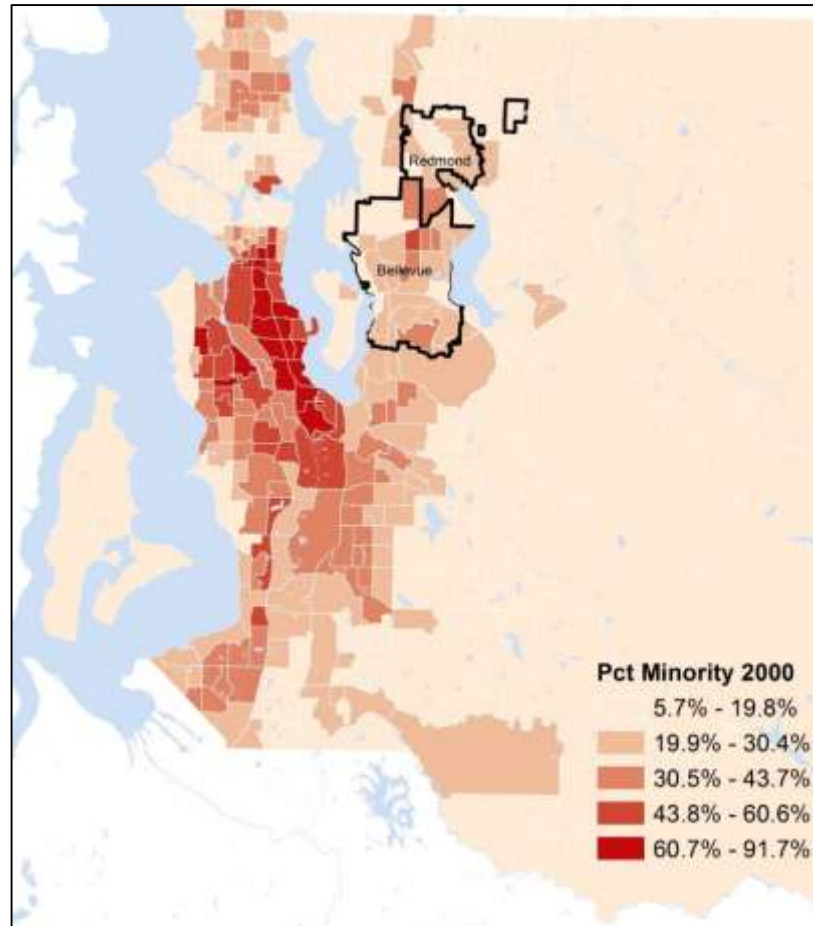 Redmond
Bellevue
Pct Minority 2000
5.7% - 19.8%
19.9% - 30.4%
30.5% - 43.7%
43.8% - 60.6%
60.7% - 91.7%